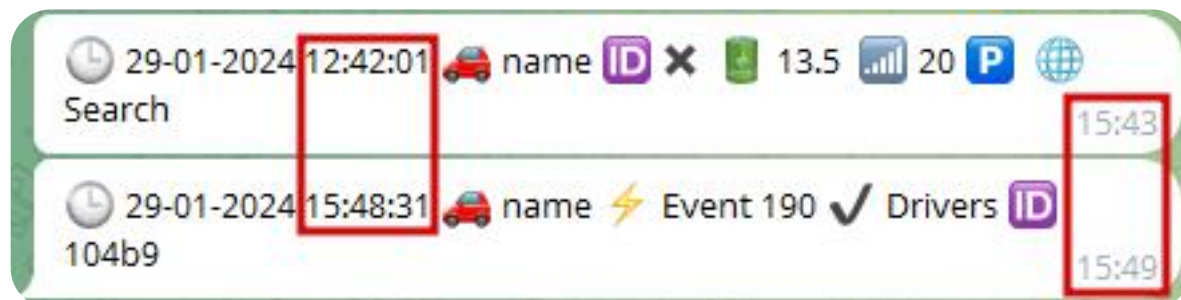 🕒 29-01-2024 12:42:01 🚗 name 🆔 ✖ 🔋 13.5 📶 20 🅿 🌐
Search
15:43
🕒 29-01-2024 15:48:31 🚗 name ⚡ Event 190 ✔ Drivers 🆔
104b9
15:49